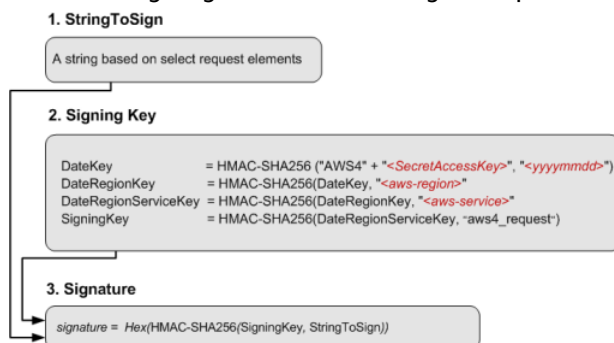 1. StringToSign
A string based on select request elements
2. Signing Key
DateKey = HMAC-SHA256 ("AWS4" + "<SecretAccessKey>", "<yyyymmdd>")
DateRegionKey = HMAC-SHA256(DateKey, "<aws-region>"
DateRegionServiceKey = HMAC-SHA256(DateRegionKey, "<aws-service>"
SigningKey = HMAC-SHA256(DateRegionServiceKey, "aws4_request")
3. Signature
signature = Hex(HMAC-SHA256(SigningKey, StringToSign))